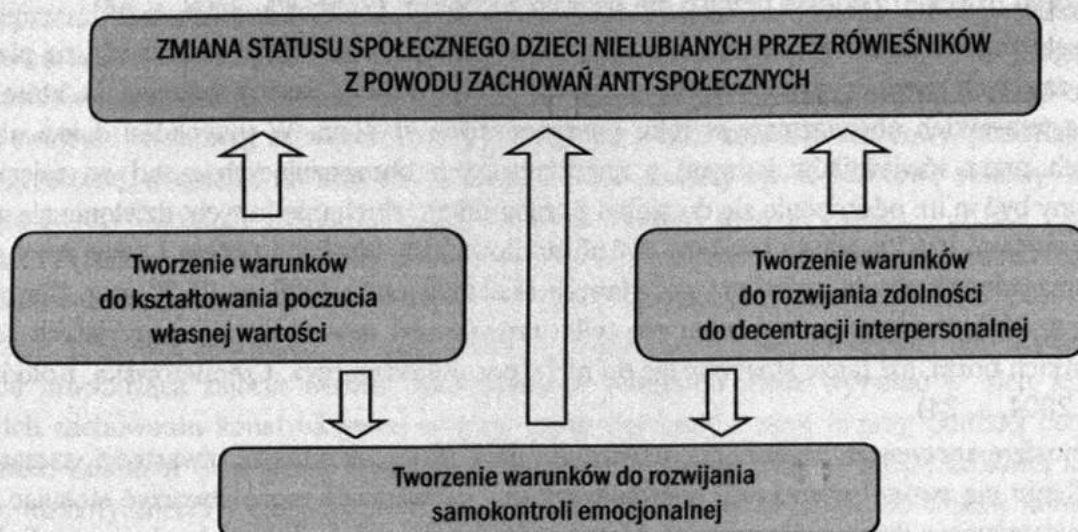 ZMIANA STATUSU SPOŁECZNEGO DZIECI NIELUBIANYCH PRZEZ RÓWIEŚNIKÓW
Z POWODU ZACHOWAŃ ANTYSPOŁECZNYCH
Tworzenie warunków
do kształtowania poczucia
własnej wartości
Tworzenie warunków
do rozwijania zdolności
do decentracji interpersonalnej
Tworzenie warunków do rozwijania
samokontroli emocjonalnej